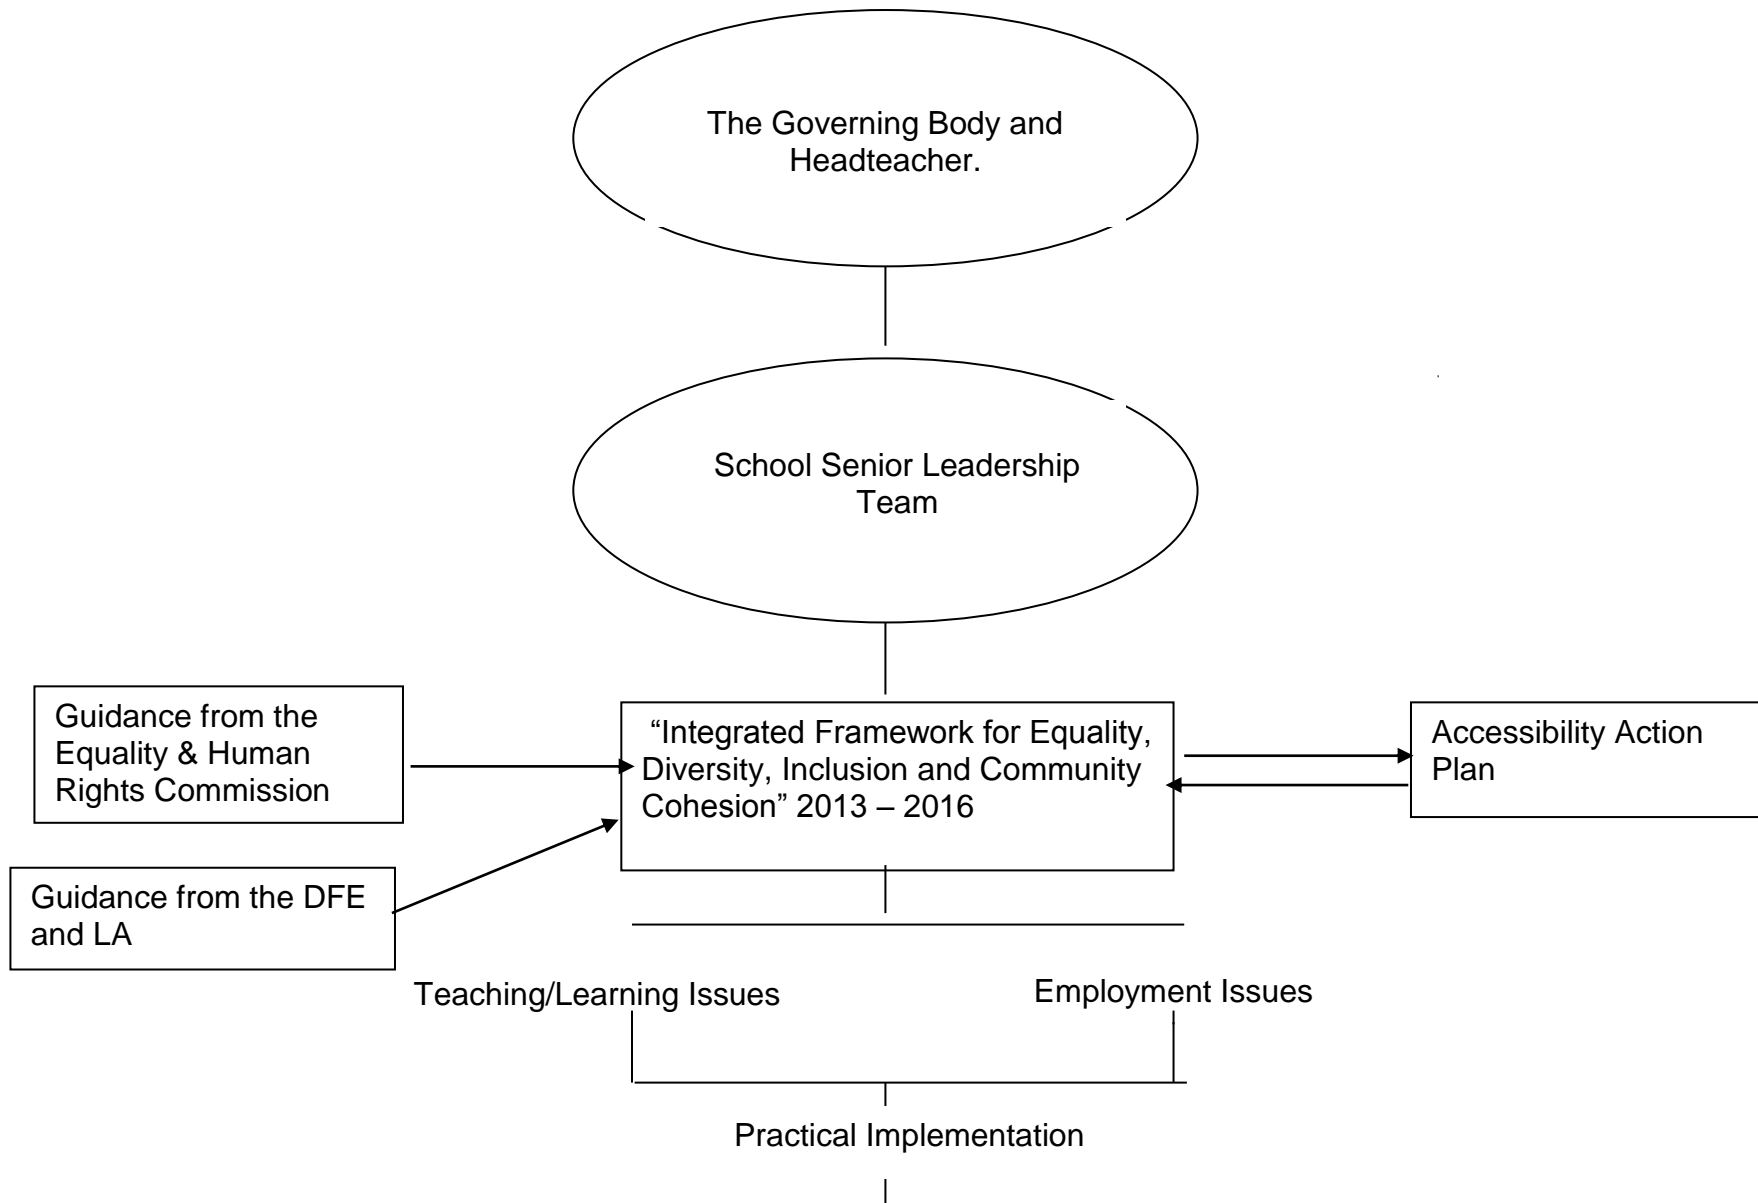 The Governing Body and
Headteacher.
School Senior Leadership
Team
Guidance from the
Equality & Human
Rights Commission
“Integrated Framework for Equality,
Diversity, Inclusion and Community
Cohesion” 2013 – 2016
Accessibility Action
Plan
Guidance from the DFE
and LA
Teaching/Learning Issues
Employment Issues
Practical Implementation